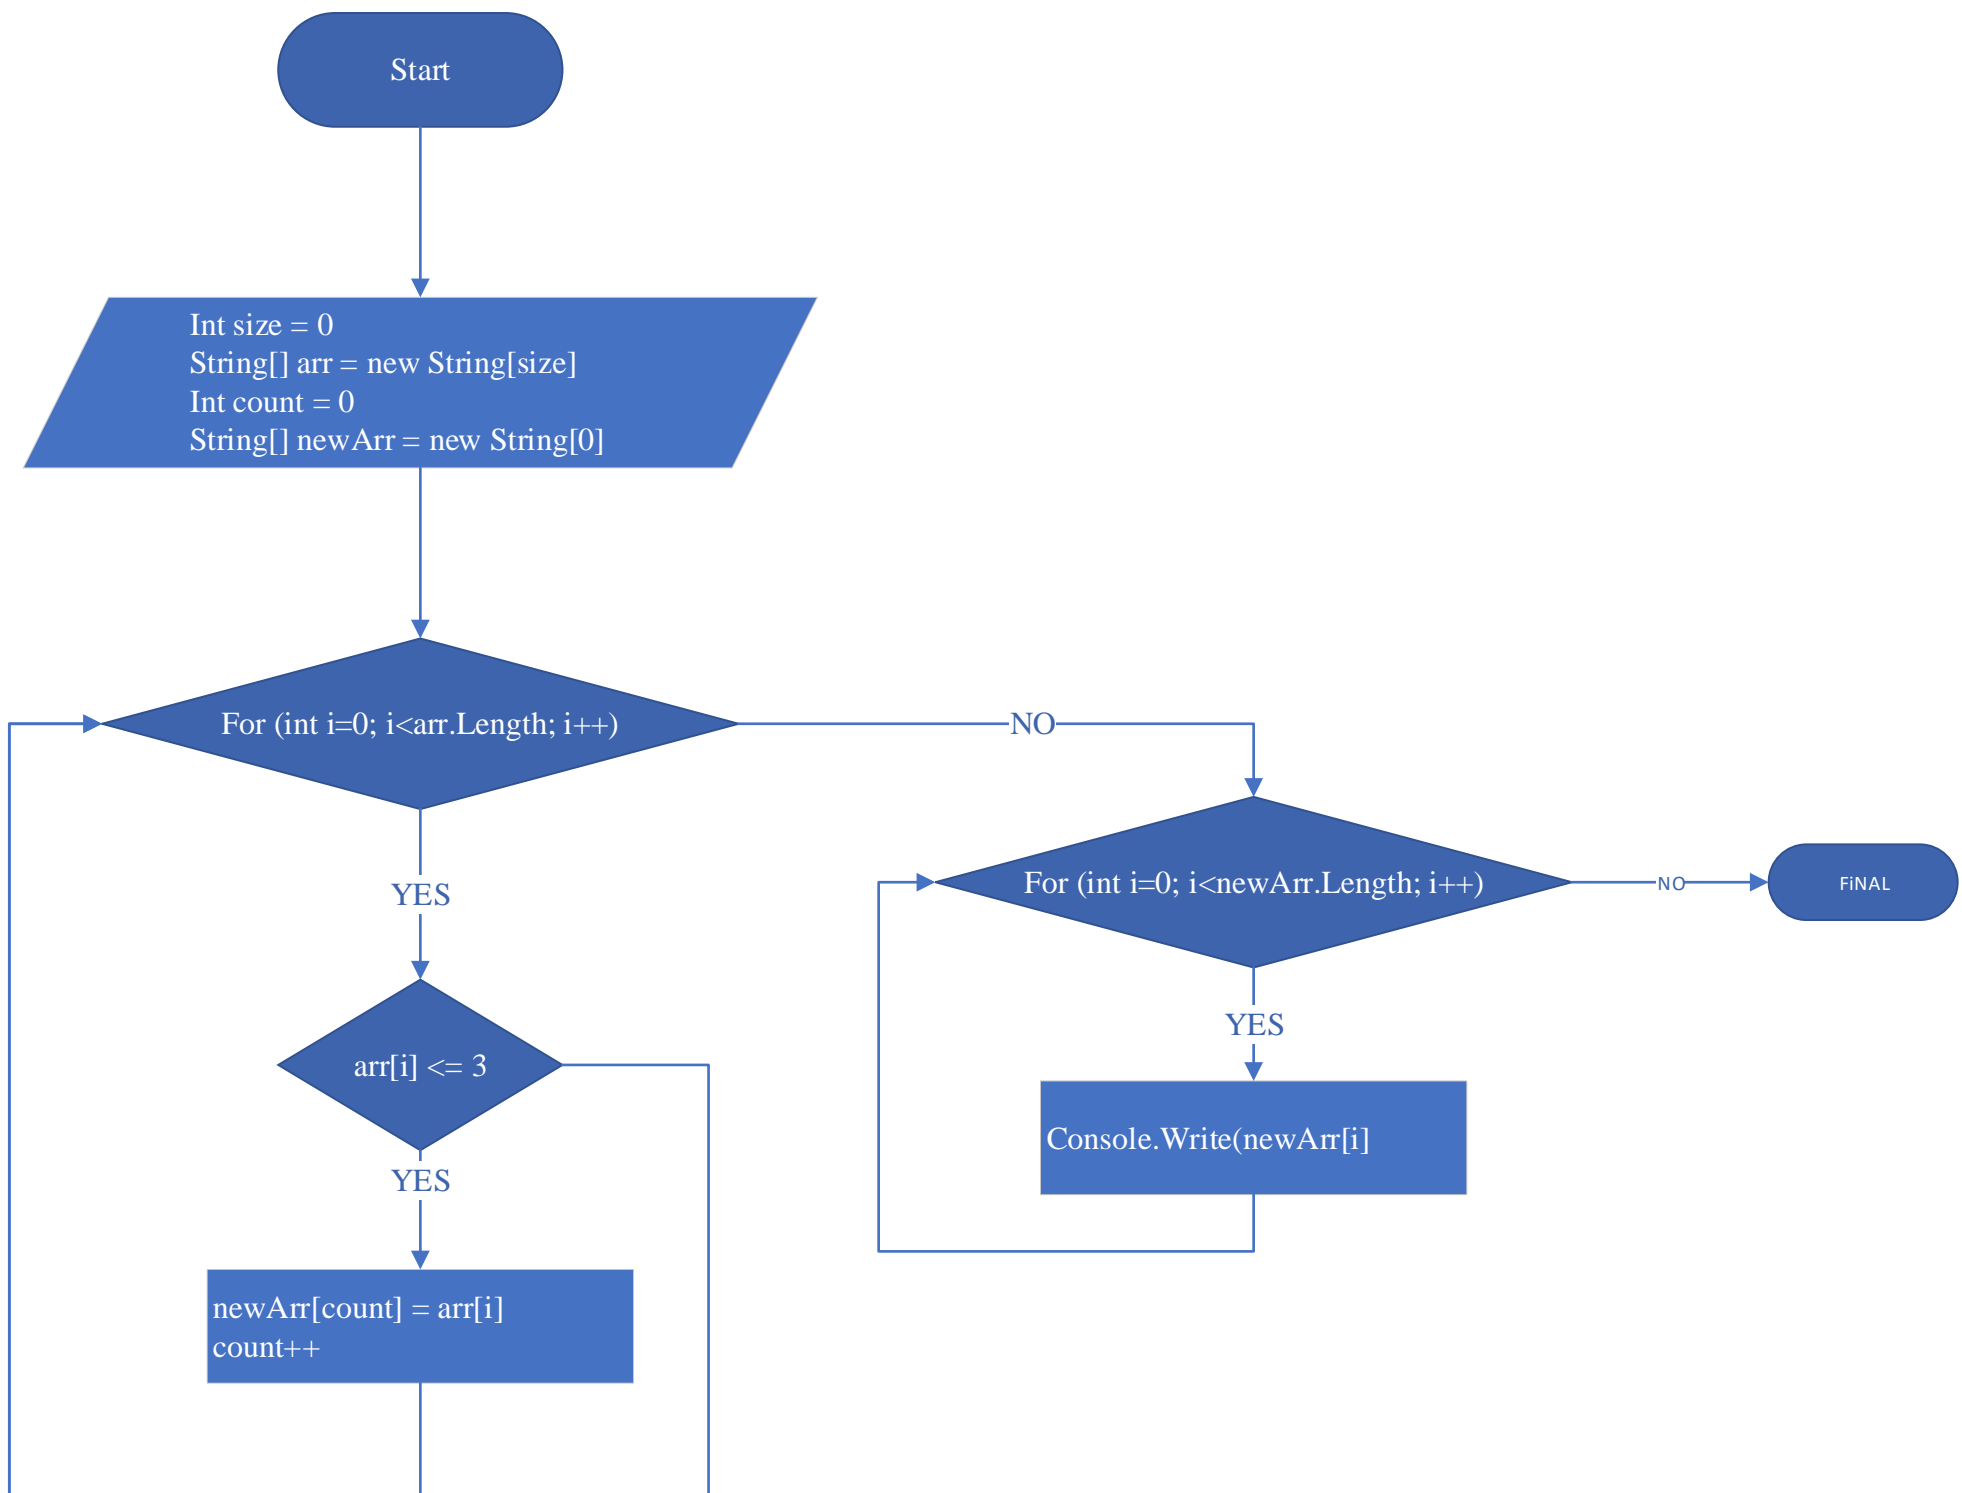 Start
Int size = 0
String[] arr = new String[size]
Int count = 0
String[] newArr = new String[0]
For (int i=0; i<arr.Length; i++)
NO
YES
For (int i=0; i<newArr.Length; i++)
NO
FiNAL
YES
arr[i] <= 3
Console.Write(newArr[i]
YES
newArr[count] = arr[i]
count++